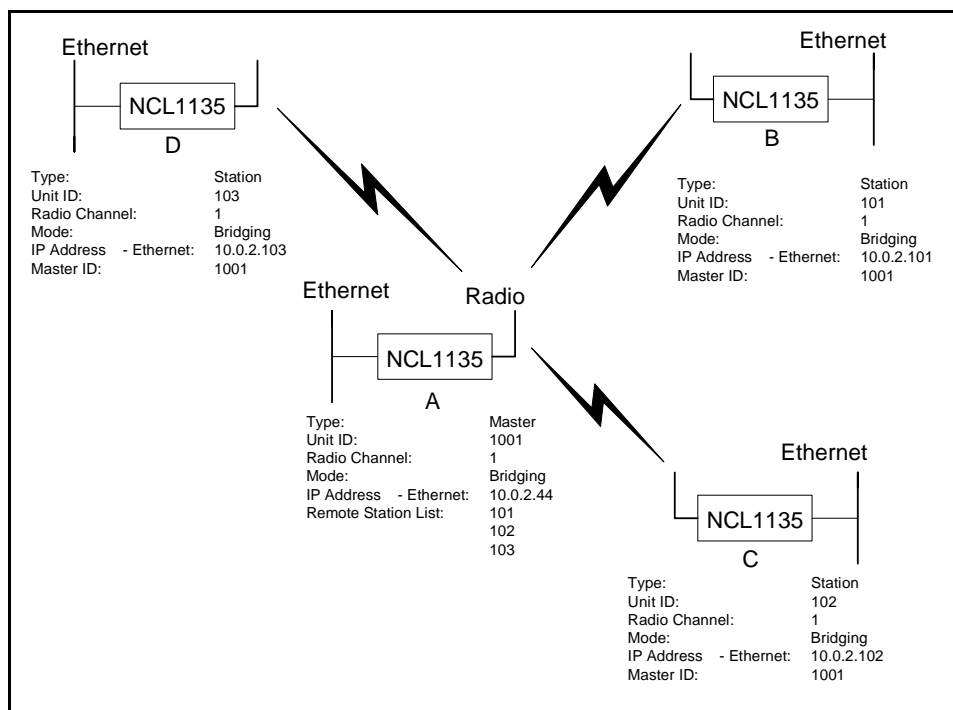 Ethernet
NCL1135
D
Type: Station
Unit ID: 103
Radio Channel: 1
Mode: Bridging
IP Address - Ethernet: 10.0.2.103
Master ID: 1001
Ethernet
NCL1135
B
Type: Station
Unit ID: 101
Radio Channel: 1
Mode: Bridging
IP Address - Ethernet: 10.0.2.101
Master ID: 1001
Ethernet
Radio
NCL1135
A
Type: Master
Unit ID: 1001
Radio Channel: 1
Mode: Bridging
IP Address - Ethernet: 10.0.2.44
Remote Station List: 101
102
103
Ethernet
NCL1135
C
Type: Station
Unit ID: 102
Radio Channel: 1
Mode: Bridging
IP Address - Ethernet: 10.0.2.102
Master ID: 1001